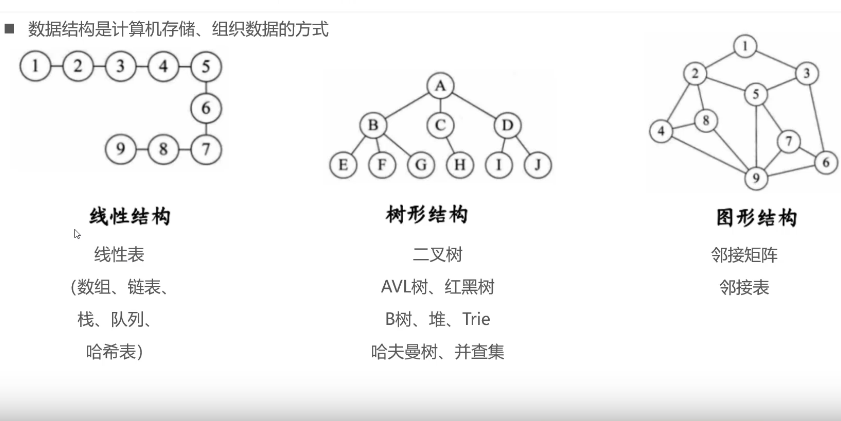 ■ 数据结构是计算机存储、组织数据的方式
1 2 3 4 5
6
9 8 7
A
B C D
E F G H I J
1
2 3
5
8
4
7
6
9
线性结构 树形结构 图形结构
线性表 二叉树 邻接矩阵
（数组、链表、 AVL树、红黑树 邻接表
栈、队列、 B树、堆、Trie
哈希表） 哈夫曼树、并查集